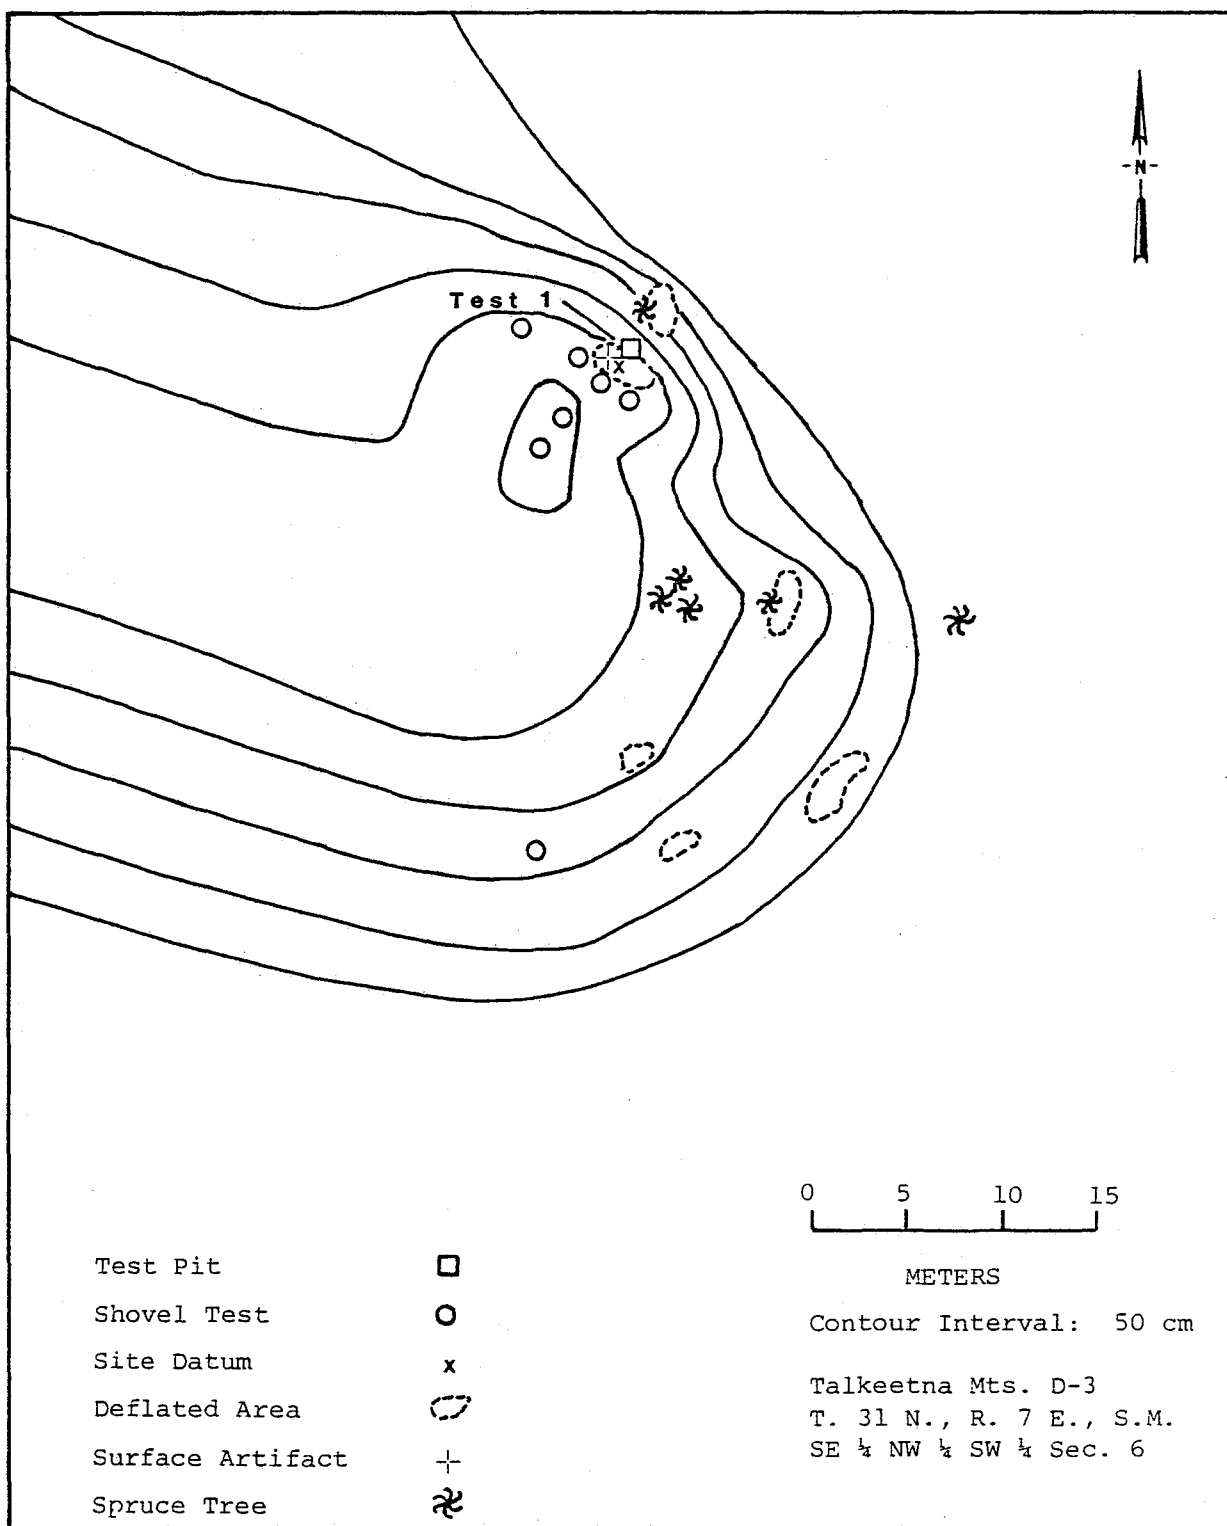 -N-
Test 1
0 5 10 15
METERS
Contour Interval: 50 cm
Talkeetna Mts. D-3
T. 31 N., R. 7 E., S.M.
SE ¼ NW ¼ SW ¼ Sec. 6
Test Pit
Shovel Test
Site Datum x
Deflated Area
Surface Artifact
Spruce Tree